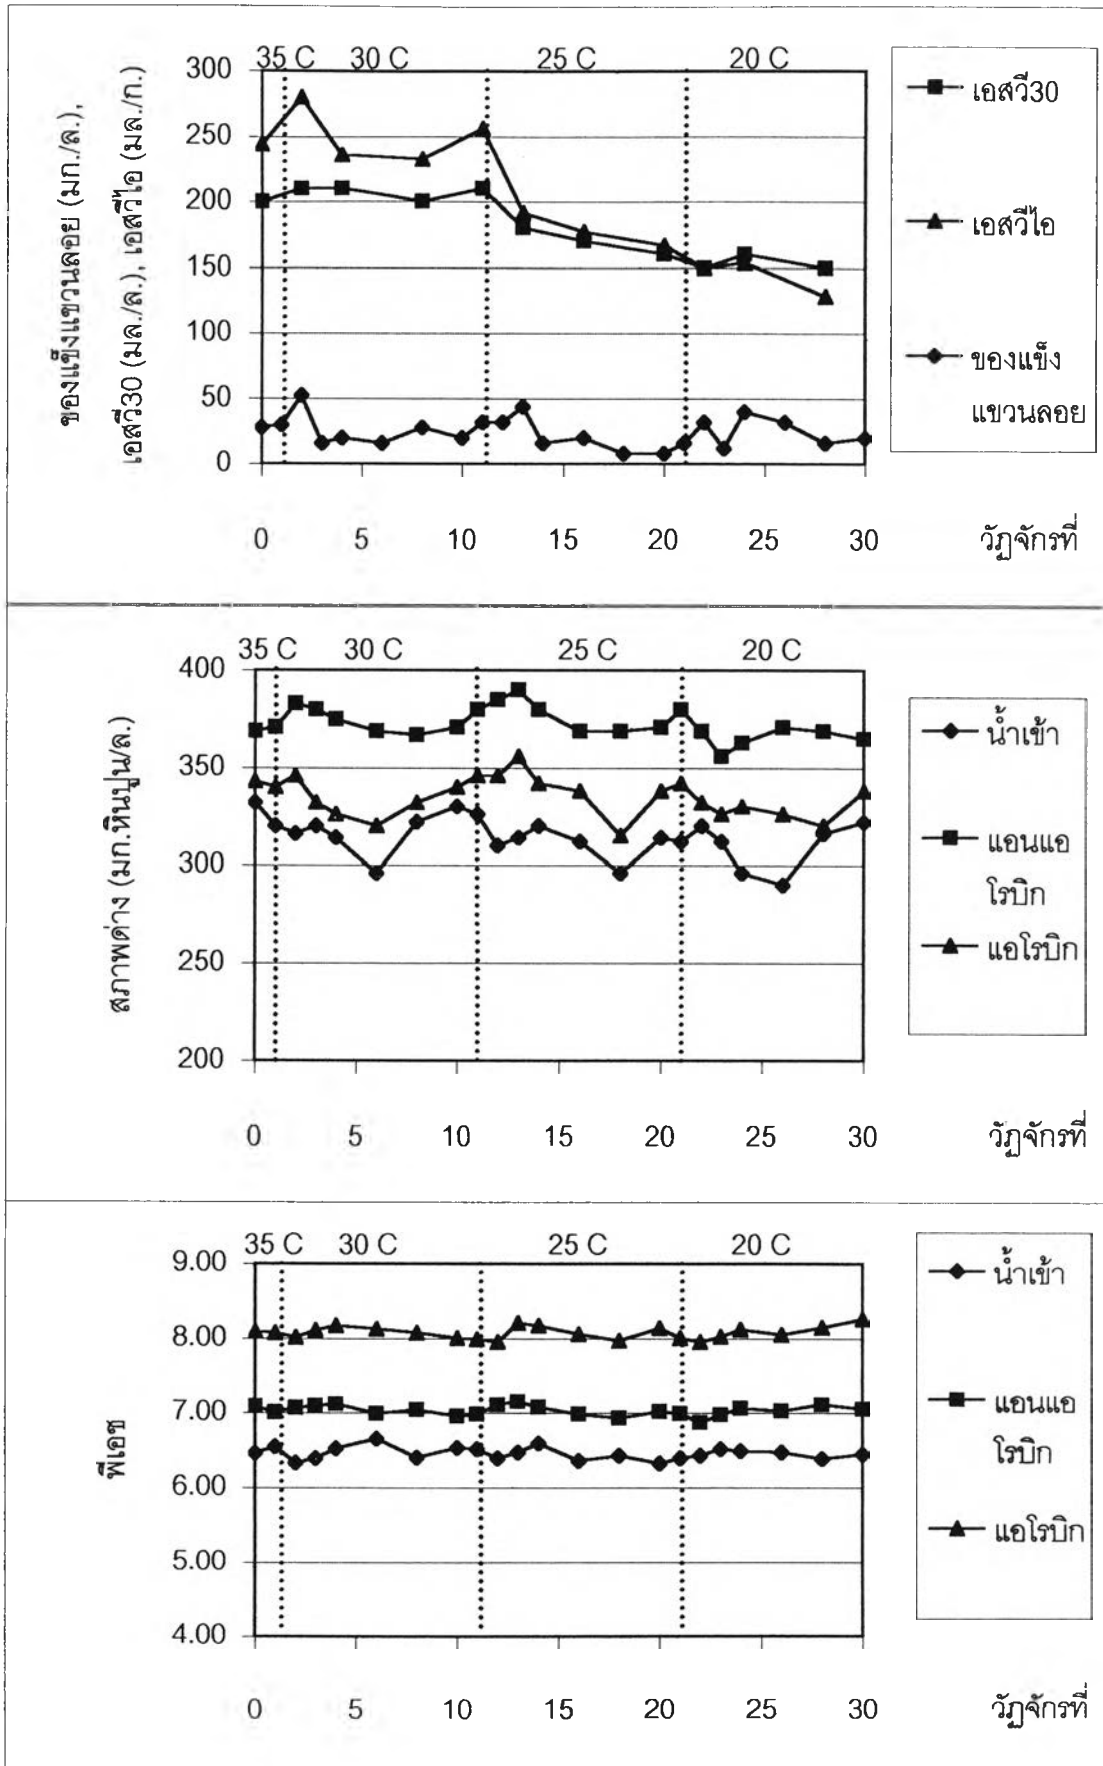 35 C 30 C 25 C 20 C
ของแข็งแขวนลอย (มก./ล.),
เอสวี30 (มล./ล.), เอสวีไอ (มล./ก.)
300
250
200
150
100
50
0
0 5 10 15 20 25 30 วัฏจักรที่
เอสวี30
เอสวีไอ
ของแข็ง
แขวนลอย
35 C 30 C 25 C 20 C
สภาพด่าง (มก.หินปูน/ล.)
400
350
300
250
200
0 5 10 15 20 25 30 วัฏจักรที่
น้ำเข้า
แอนแอ
โรบิก
แอโรบิก
35 C 30 C 25 C 20 C
พีเอช
9.00
8.00
7.00
6.00
5.00
4.00
0 5 10 15 20 25 30 วัฏจักรที่
น้ำเข้า
แอนแอ
โรบิก
แอโรบิก